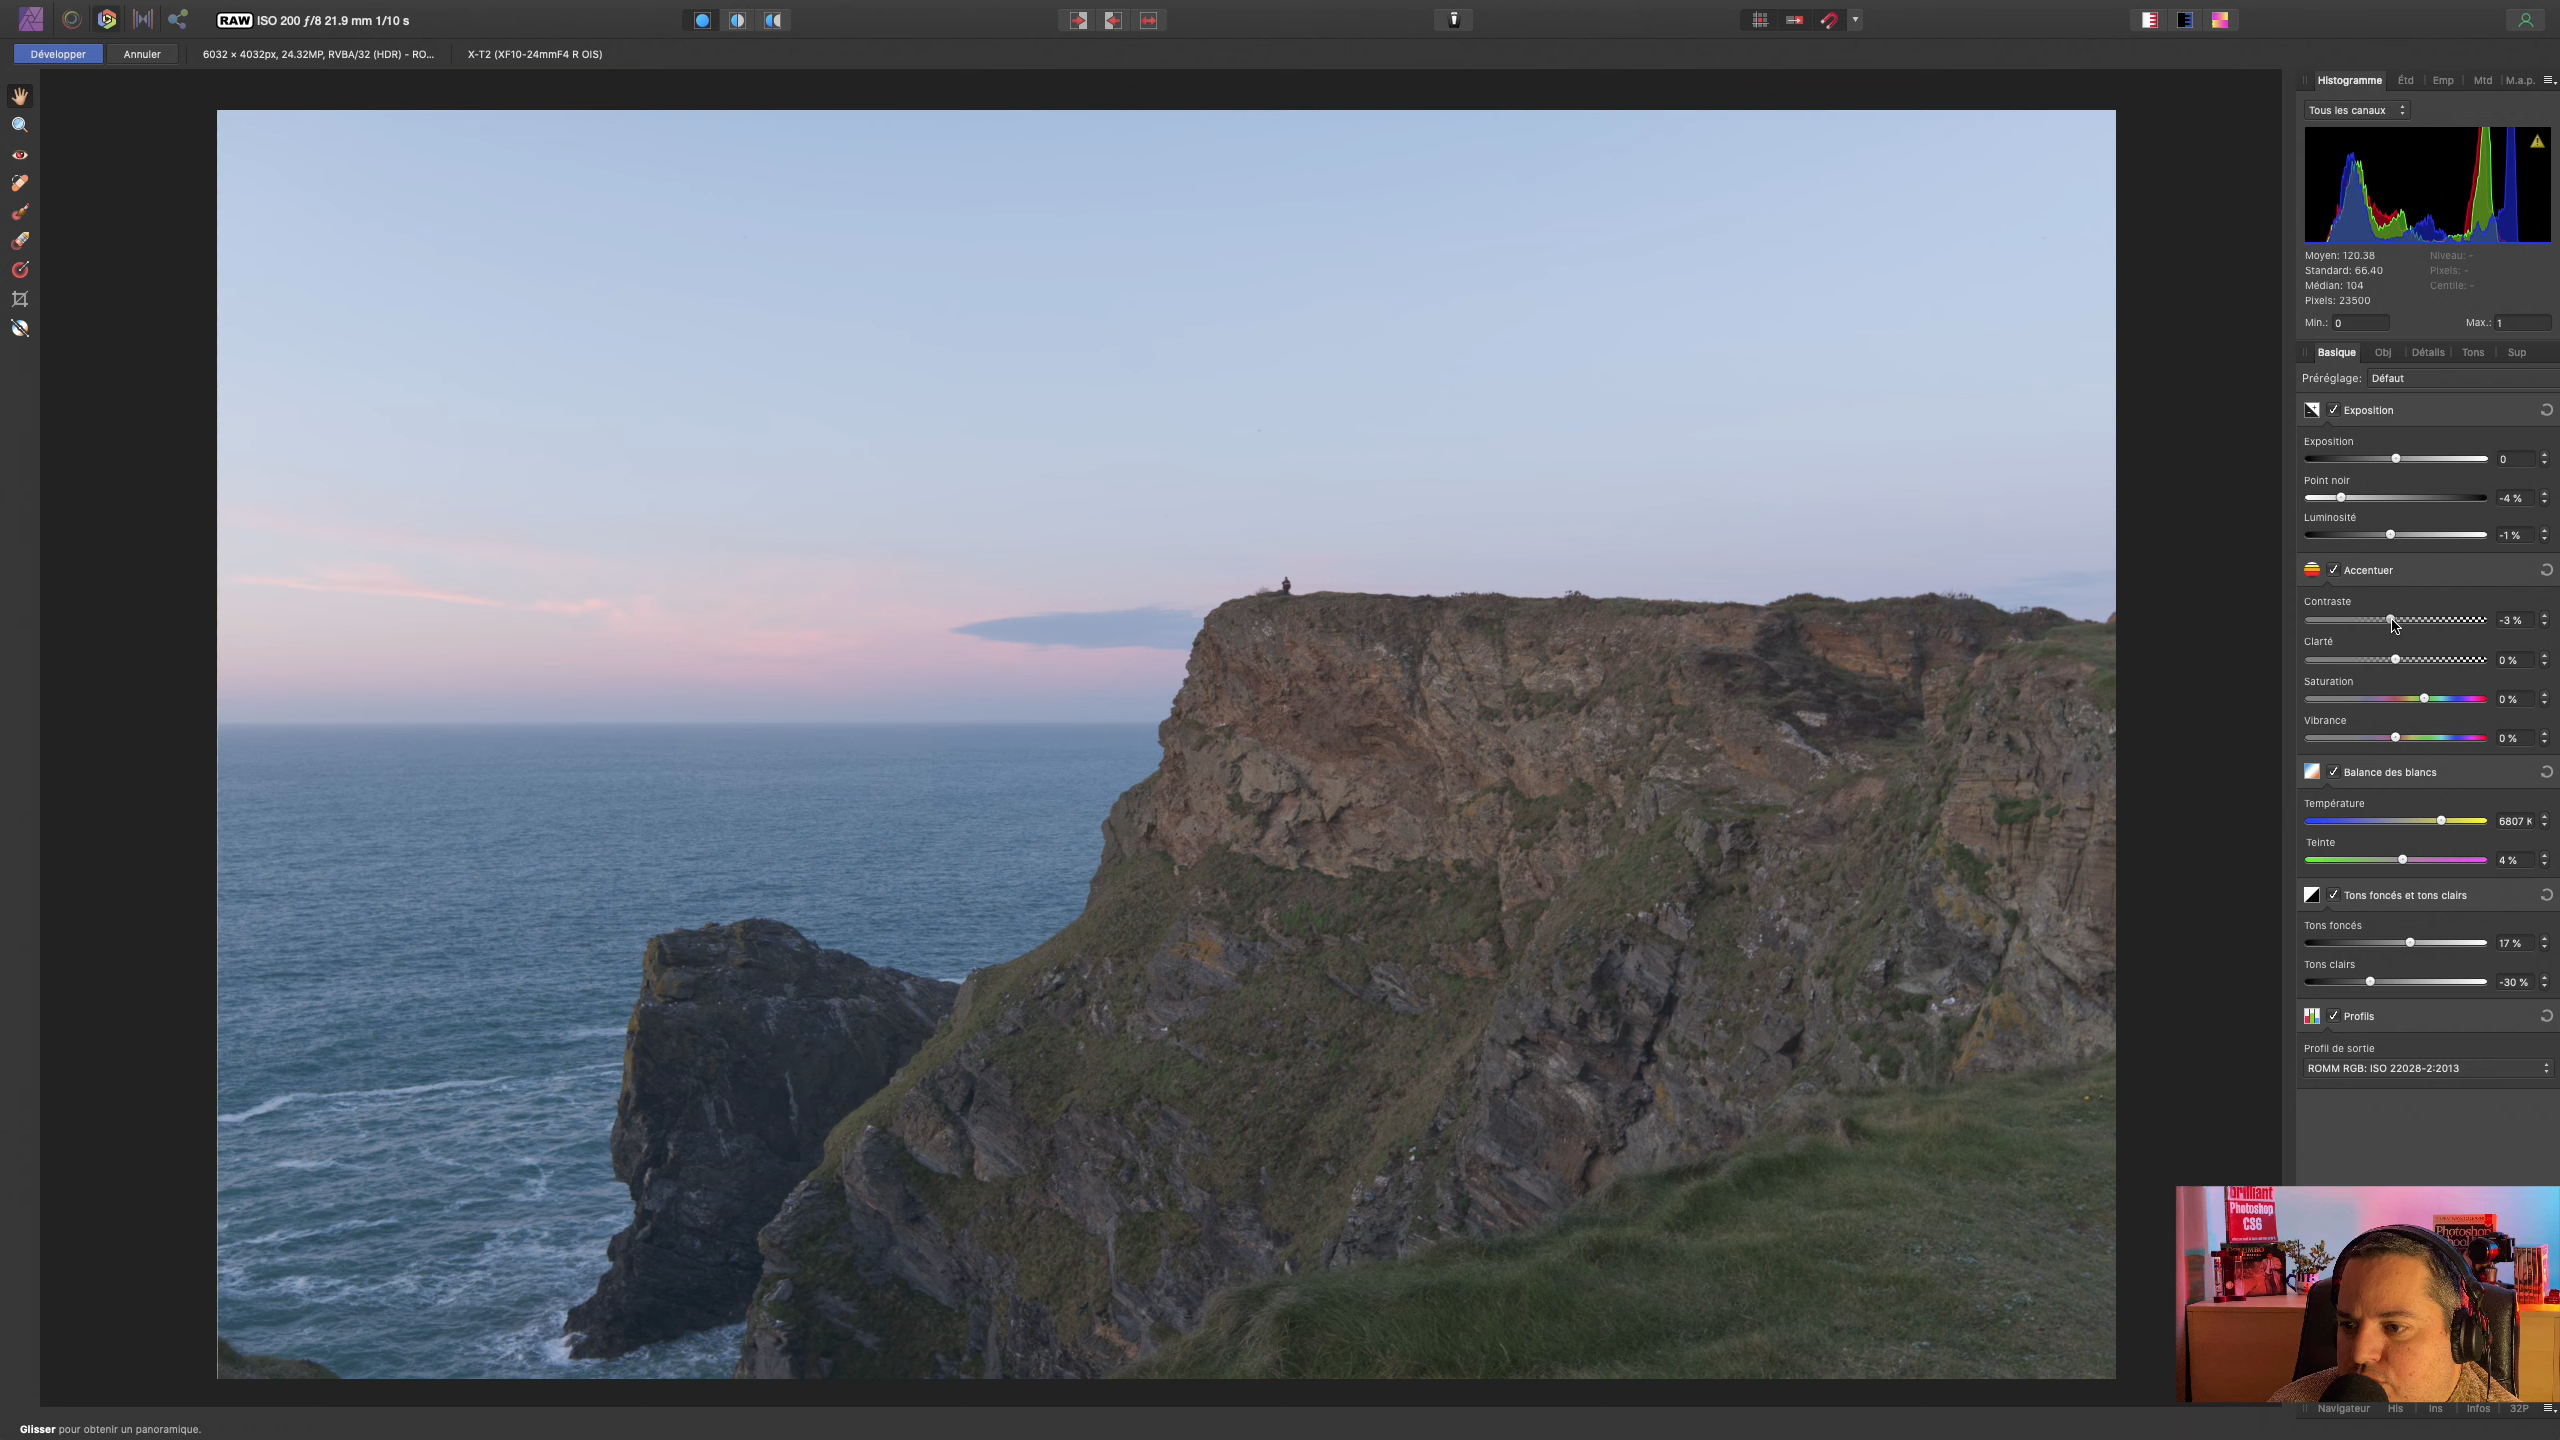 RAW ISO 200 ƒ/8 21.9 mm 1/10 s
Développer Annuler 6032 × 4032px, 24.32MP, RVBA/32 (HDR) - RO... X-T2 (XF10-24mmF4 R OIS)
Histogramme Étd Emp Mtd M.a.p.
Tous les canaux
Moyen: 120.38 Niveau: -
Standard: 66.40 Pixels: -
Médian: 104 Centile: -
Pixels: 23500
Min.: 0 Max.: 1
Basique Obj Détails Tons Sup
Préréglage: Défaut
Exposition
Exposition
0
Point noir
-4 %
Luminosité
-1 %
Accentuer
Contraste
-3 %
Clarté
0 %
Saturation
0 %
Vibrance
0 %
Balance des blancs
Température
6807 K
Teinte
4 %
Tons foncés et tons clairs
Tons foncés
17 %
Tons clairs
-30 %
Profils
Profil de sortie
ROMM RGB: ISO 22028-2:2013
brilliant
Photoshop
CS6
Photoshop
Navigateur His Ins Infos 32P
Glisser pour obtenir un panoramique.